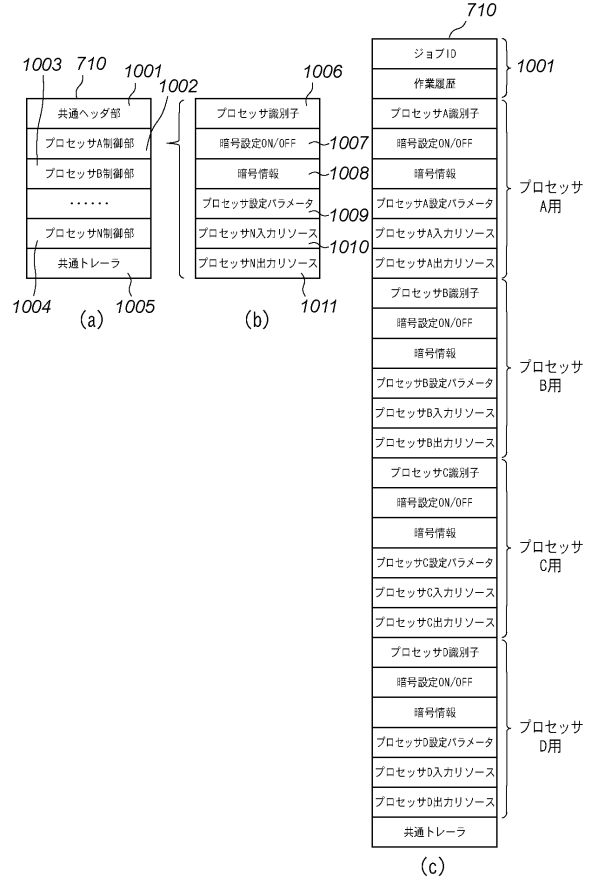 710
1003
1001
1002
共通ヘッダ部
プロセッサA制御部
プロセッサB制御部
······
プロセッサN制御部
共通トレーラ
1004
1005
(a)
1006
プロセッサ識別子
暗号設定ON/OFF
1007
暗号情報
1008
プロセッサ設定パラメータ
1009
プロセッサN入力リソース
1010
プロセッサN出力リソース
1011
(b)
710
ジョブID
作業履歴
1001
プロセッサA識別子
暗号設定ON/OFF
暗号情報
プロセッサA設定パラメータ
プロセッサA入力リソース
プロセッサA出力リソース
プロセッサ
A用
プロセッサB識別子
暗号設定ON/OFF
暗号情報
プロセッサB設定パラメータ
プロセッサB入力リソース
プロセッサB出力リソース
プロセッサ
B用
プロセッサC識別子
暗号設定ON/OFF
暗号情報
プロセッサC設定パラメータ
プロセッサC入力リソース
プロセッサC出力リソース
プロセッサ
C用
プロセッサD識別子
暗号設定ON/OFF
暗号情報
プロセッサD設定パラメータ
プロセッサD入力リソース
プロセッサD出力リソース
プロセッサ
D用
共通トレーラ
(c)